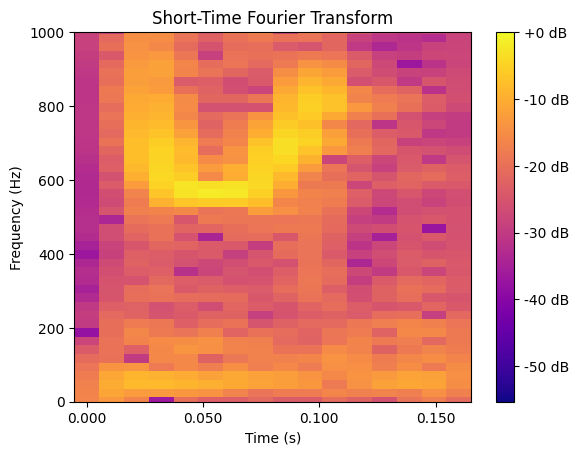 Short-Time Fourier Transform
1000
800
600
400
200
0
Frequency (Hz)
0.000 0.050 0.100 0.150
Time (s)
+0 dB
-10 dB
-20 dB
-30 dB
-40 dB
-50 dB